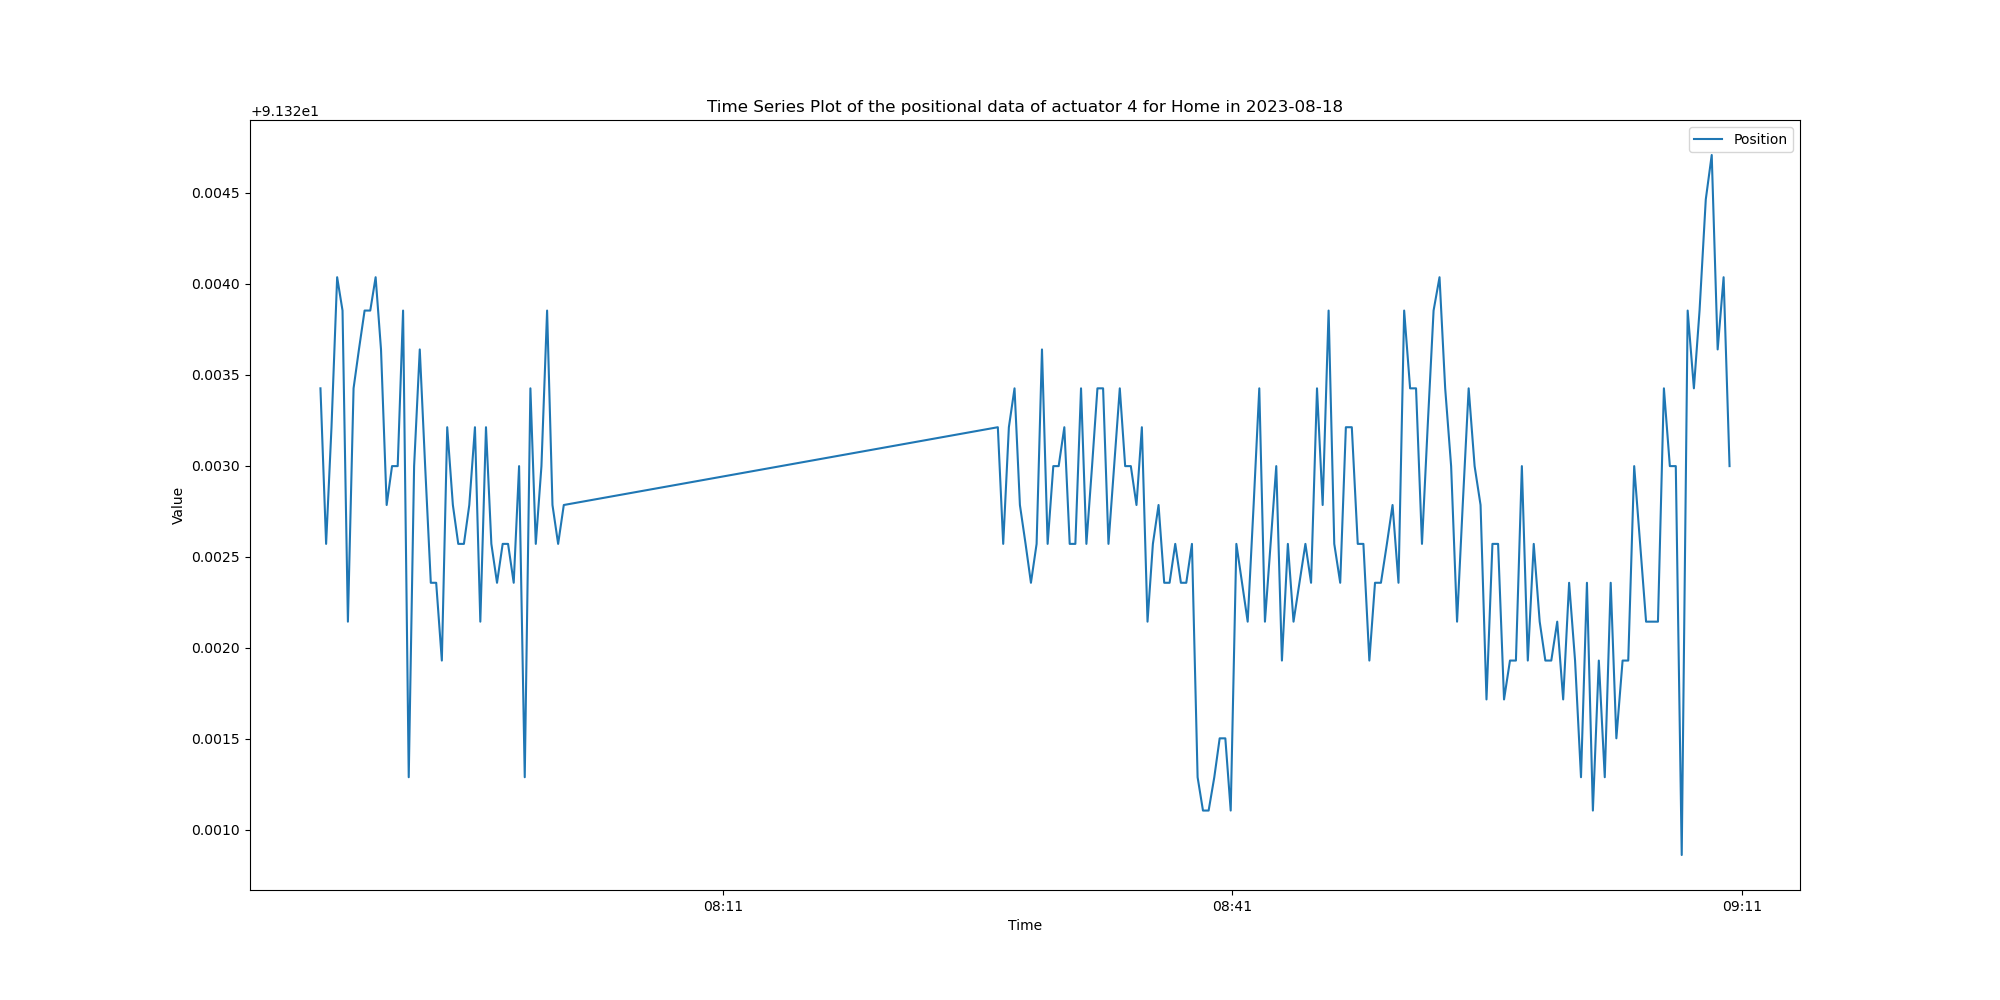 Time Series Plot of the positional data of actuator 4 for Home in 2023-08-18
+9.132e1
Position
0.0045
0.0040
0.0035
0.0030
Value
0.0025
0.0020
0.0015
0.0010
08:11 08:41 09:11
Time